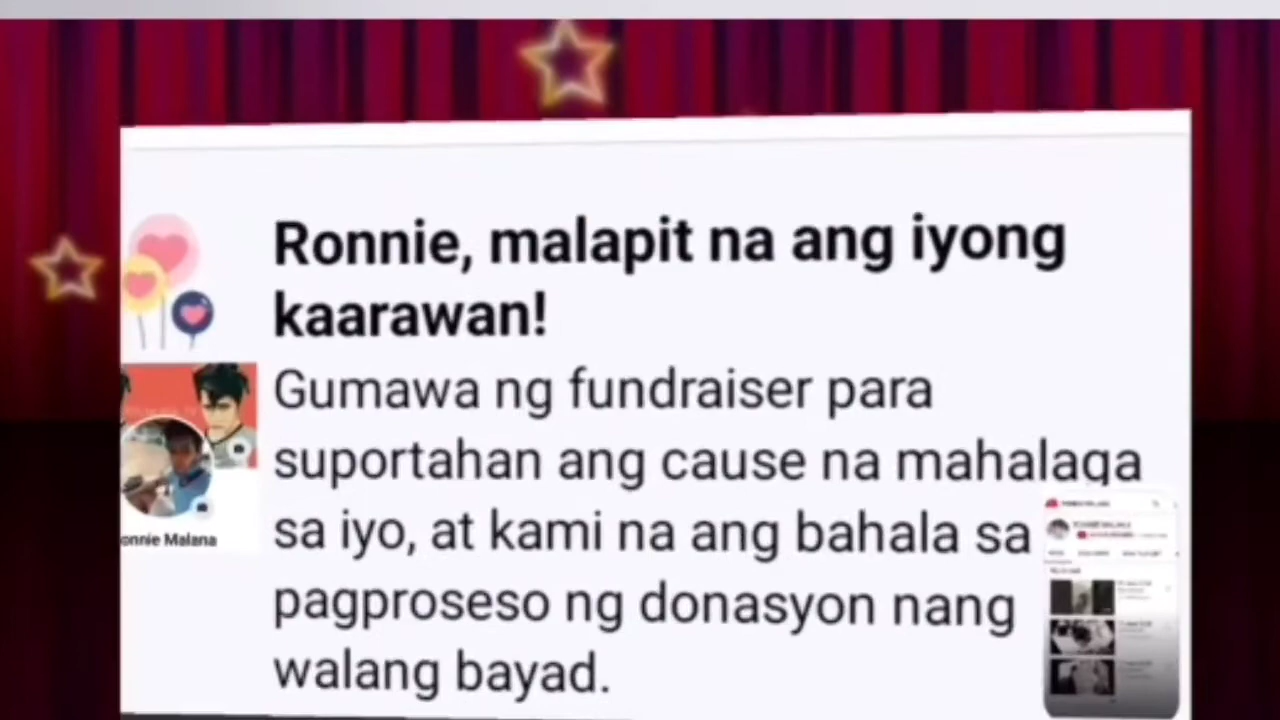 Ronnie, malapit na ang iyong
kaarawan!
Gumawa ng fundraiser para
suportahan ang cause na mahalaga
sa iyo, at kami na ang bahala sa
pagproseso ng donasyon nang
walang bayad.
onnie Malana